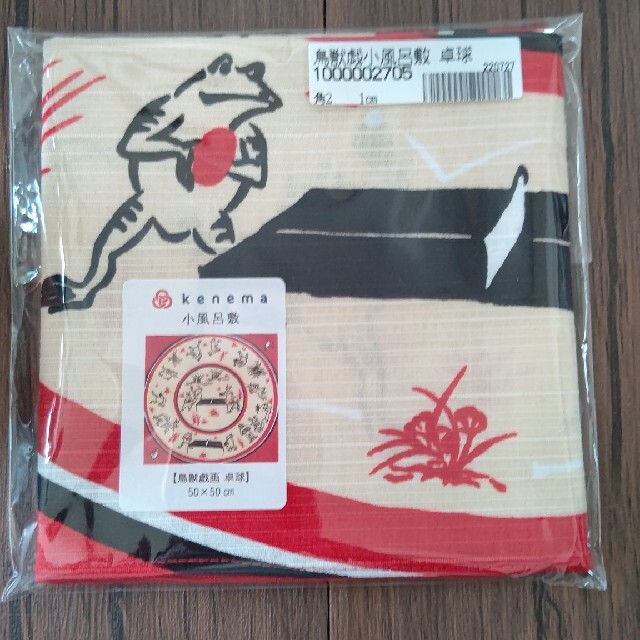 鳥獣戯小風呂敷 卓球
1000002705
220727
角2 1cm
kenema
小風呂敷
【鳥獣戯画 卓球】
50×50㎝